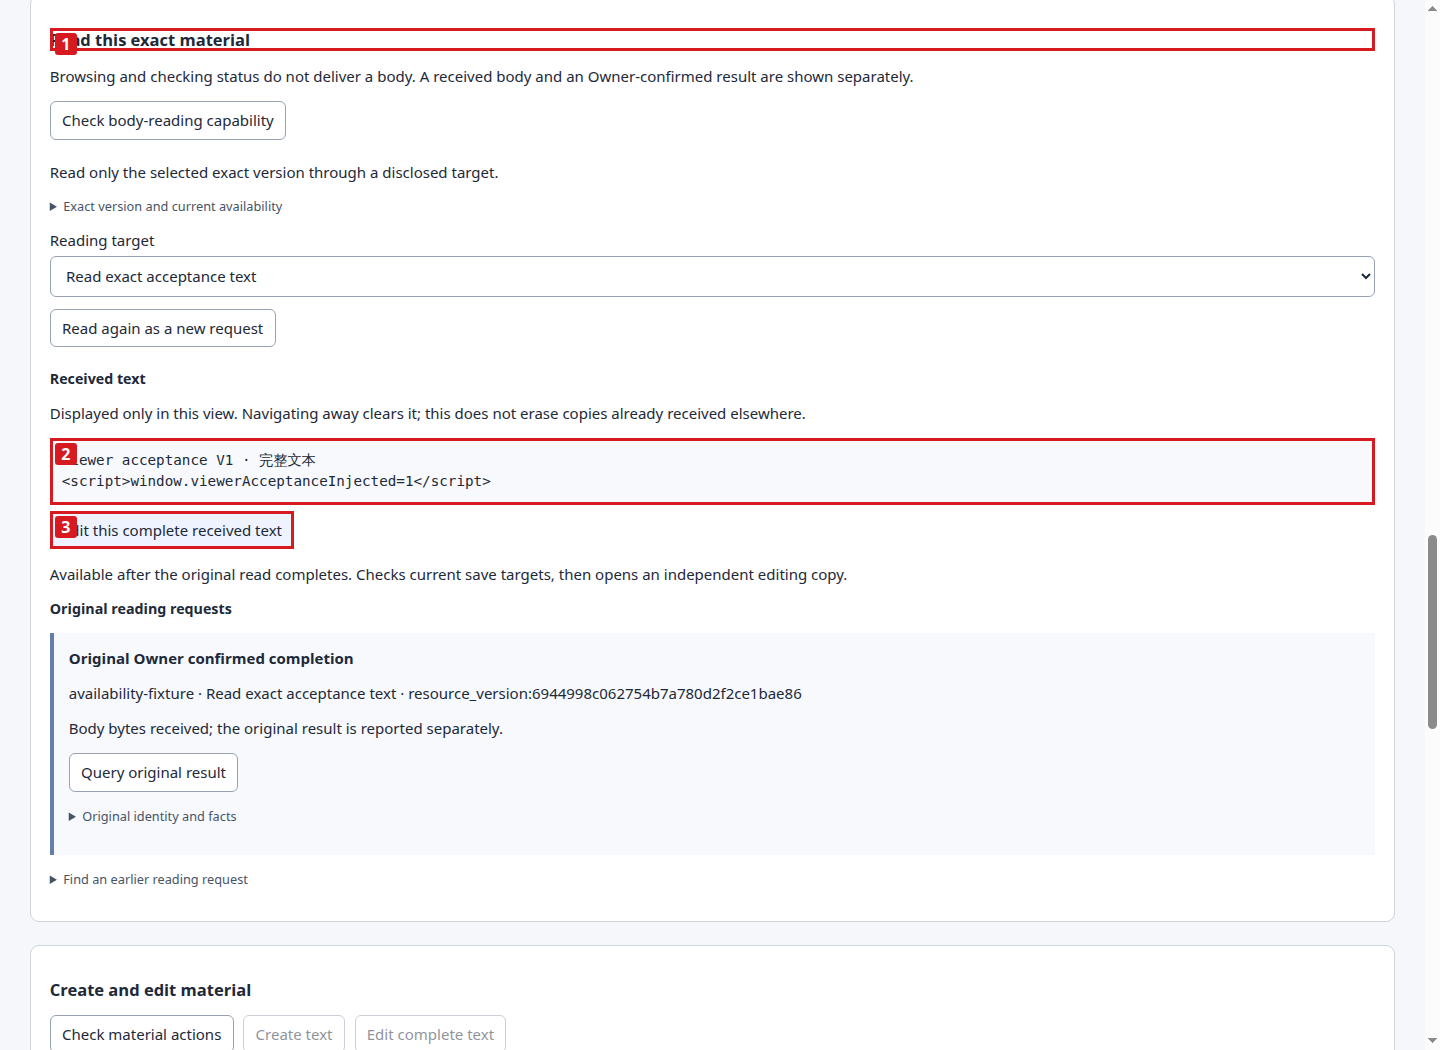 1
Read this exact material
Browsing and checking status do not deliver a body. A received body and an Owner-confirmed result are shown separately.
Check body-reading capability
Read only the selected exact version through a disclosed target.
Exact version and current availability
Reading target
Read exact acceptance text
Read again as a new request
Received text
Displayed only in this view. Navigating away clears it; this does not erase copies already received elsewhere.
2
viewer acceptance V1 · 完整文本
<script>window.viewerAcceptanceInjected=1</script>
3
Edit this complete received text
Available after the original read completes. Checks current save targets, then opens an independent editing copy.
Original reading requests
Original Owner confirmed completion
availability-fixture · Read exact acceptance text · resource_version:6944998c062754b7a780d2f2ce1bae86
Body bytes received; the original result is reported separately.
Query original result
Original identity and facts
Find an earlier reading request
Create and edit material
Check material actions
Create text
Edit complete text